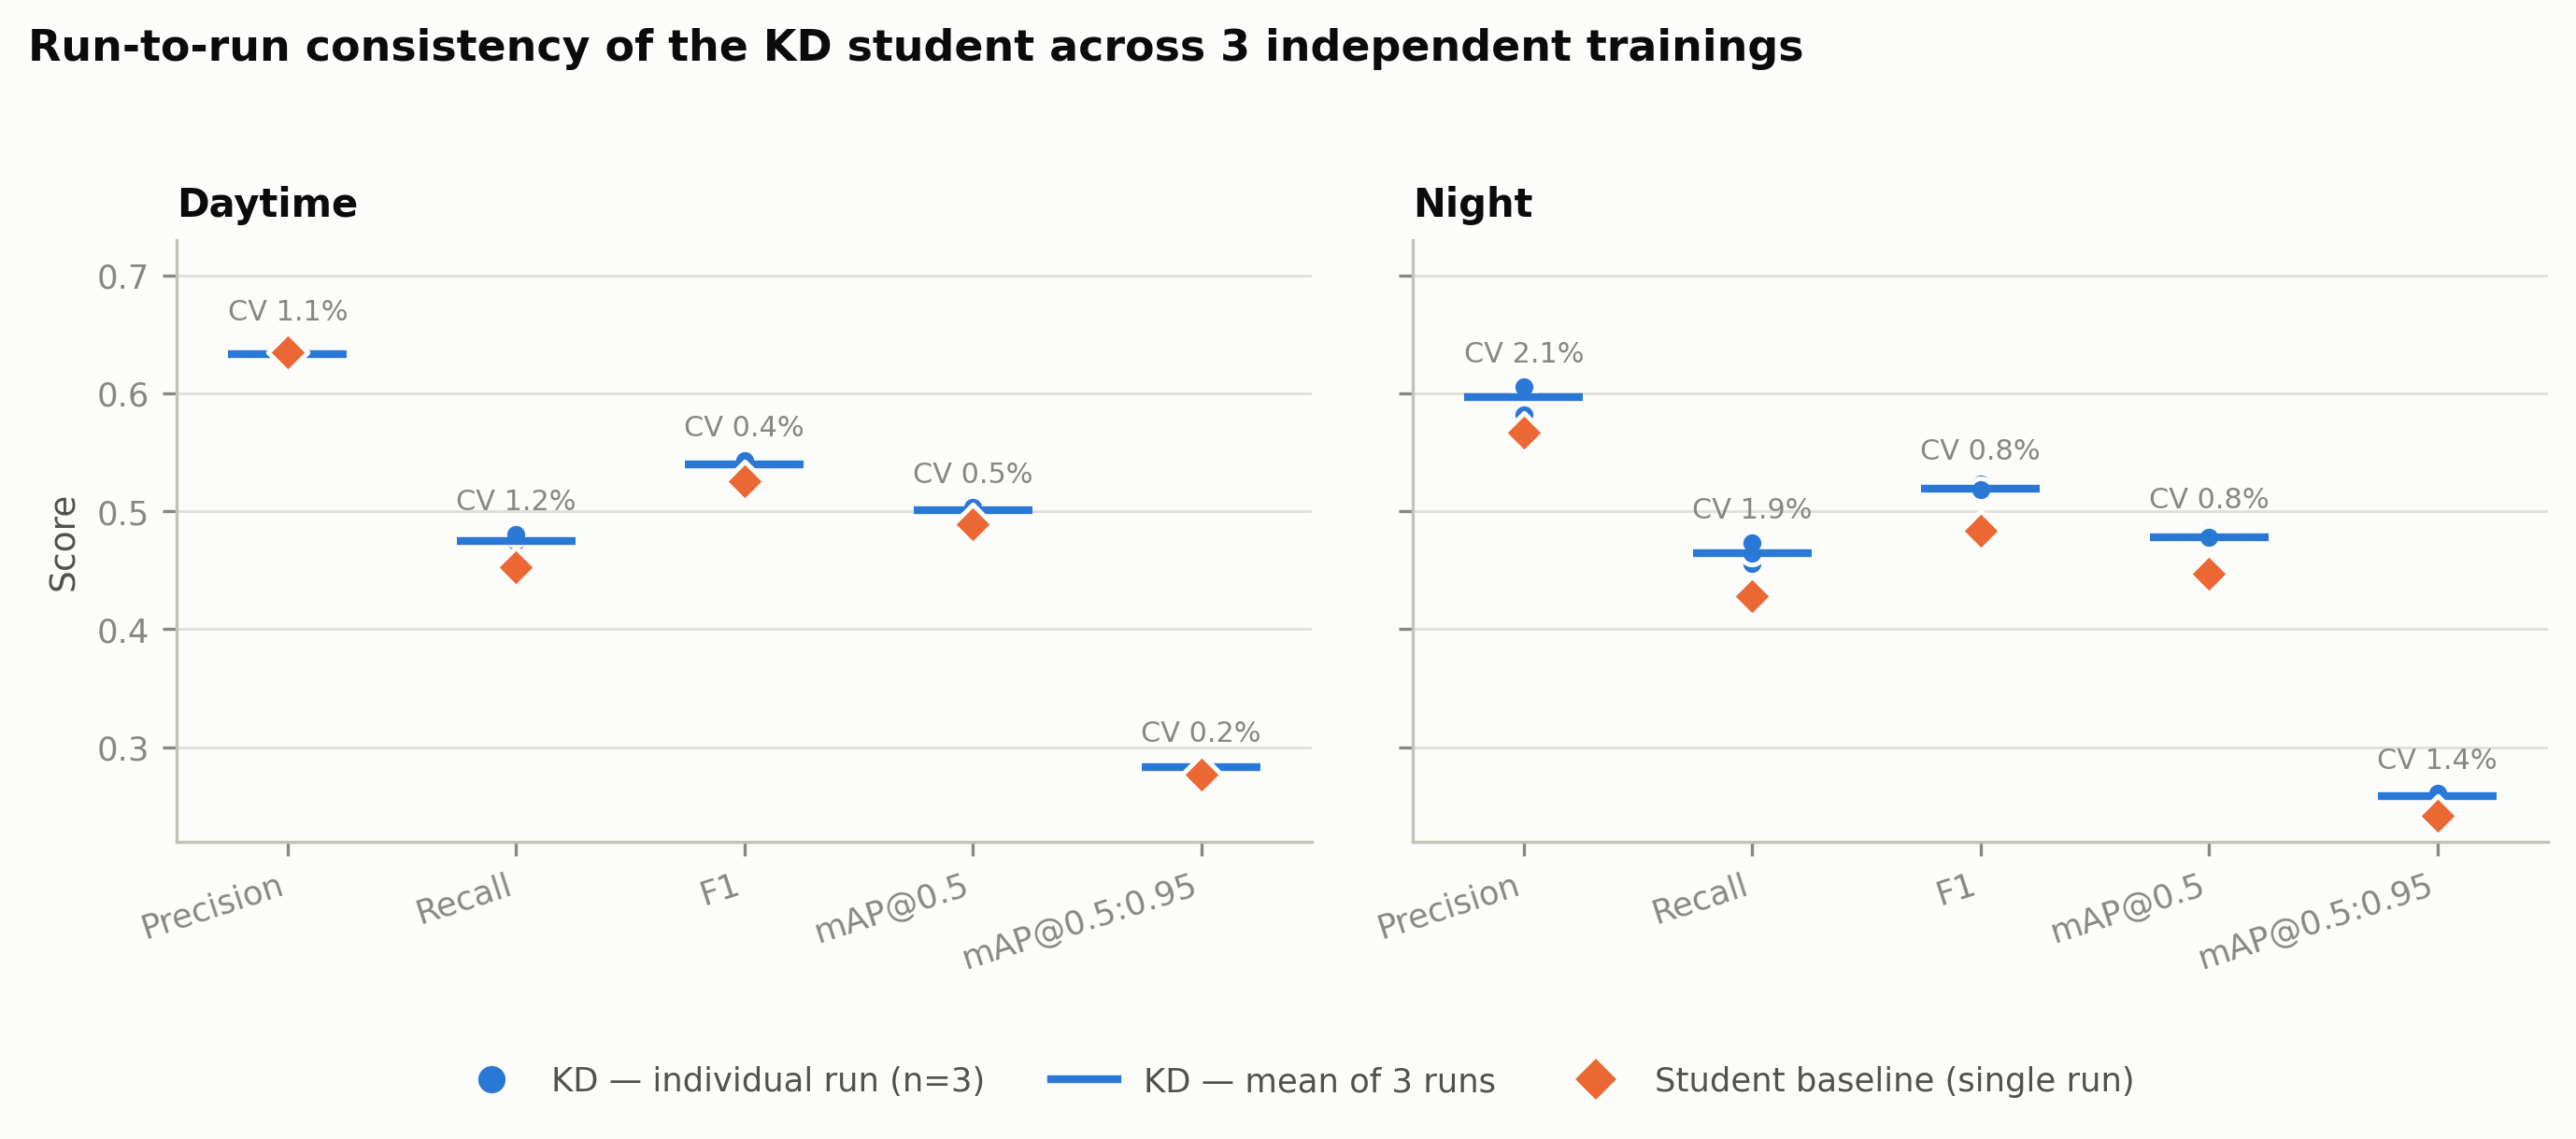 Run-to-run consistency of the KD student across 3 independent trainings
Daytime
Night
Score
0.7
0.6
0.5
0.4
0.3
CV 1.1%
CV 1.2%
CV 0.4%
CV 0.5%
CV 0.2%
CV 2.1%
CV 1.9%
CV 0.8%
CV 0.8%
CV 1.4%
Precision
Recall
F1
mAP@0.5
mAP@0.5:0.95
Precision
Recall
F1
mAP@0.5
mAP@0.5:0.95
KD — individual run (n=3)
KD — mean of 3 runs
Student baseline (single run)